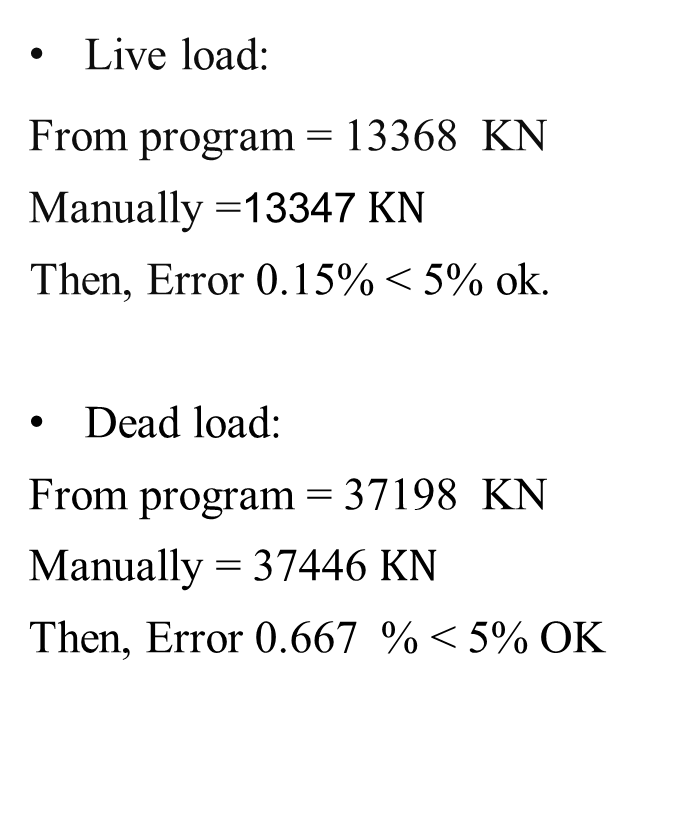 • Live load:
From program = 13368 KN
Manually =13347 KN
Then, Error 0.15% < 5% ok.
• Dead load:
From program = 37198 KN
Manually = 37446 KN
Then, Error 0.667 % < 5% OK